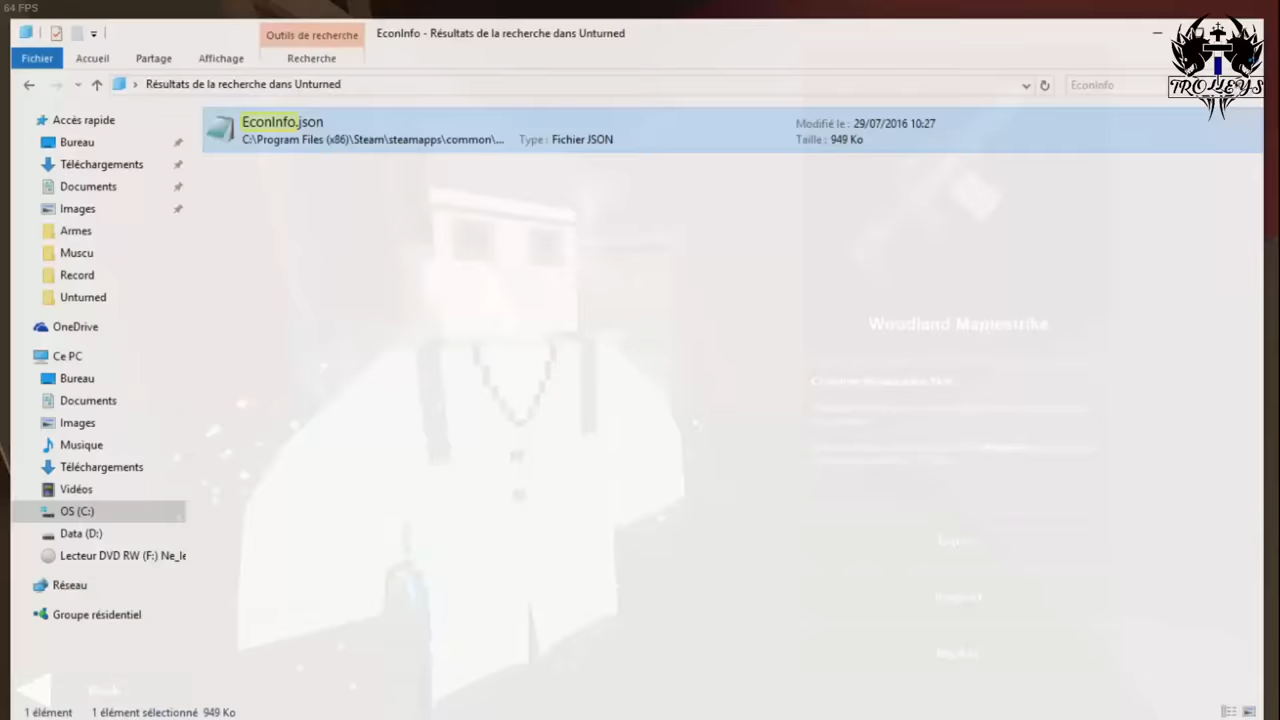 64 FPS
Outils de recherche
EconInfo - Résultats de la recherche dans Unturned
Fichier Accueil Partage Affichage Recherche
TROLLEYS
Résultats de la recherche dans Unturned
EconInfo
Accès rapide
Bureau
Téléchargements
Documents
Images
Armes
Muscu
Record
Unturned
OneDrive
Ce PC
Bureau
Documents
Images
Musique
Téléchargements
Vidéos
OS (C:)
Data (D:)
Lecteur DVD RW (F:) Ne_le
Réseau
Groupe résidentiel
EconInfo.json
C:\Program Files (x86)\Steam\steamapps\common\...
Type : Fichier JSON
Modifié le : 29/07/2016 10:27
Taille : 949 Ko
Woodland Maplestrike
Back
1 élément 1 élément sélectionné 949 Ko